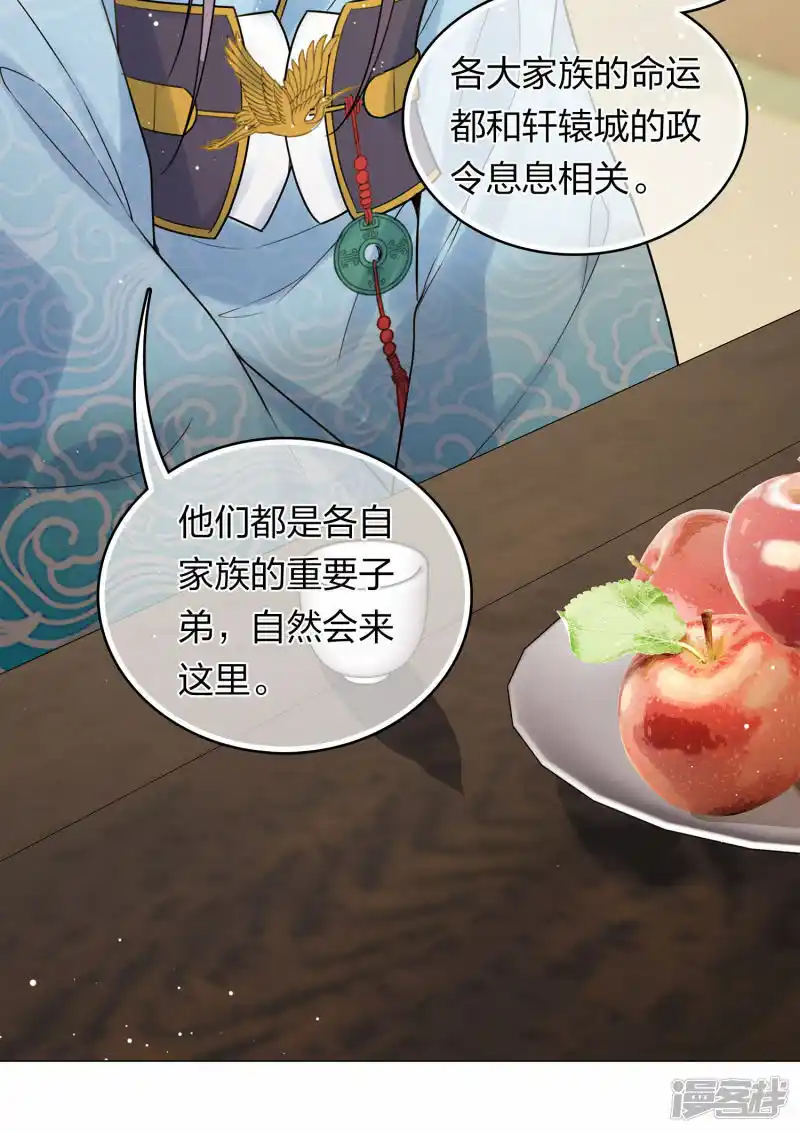 各大家族的命运
都和轩辕城的政
令息息相关。
他们都是各自
家族的重要子
弟，自然会来
这里。
漫客栈